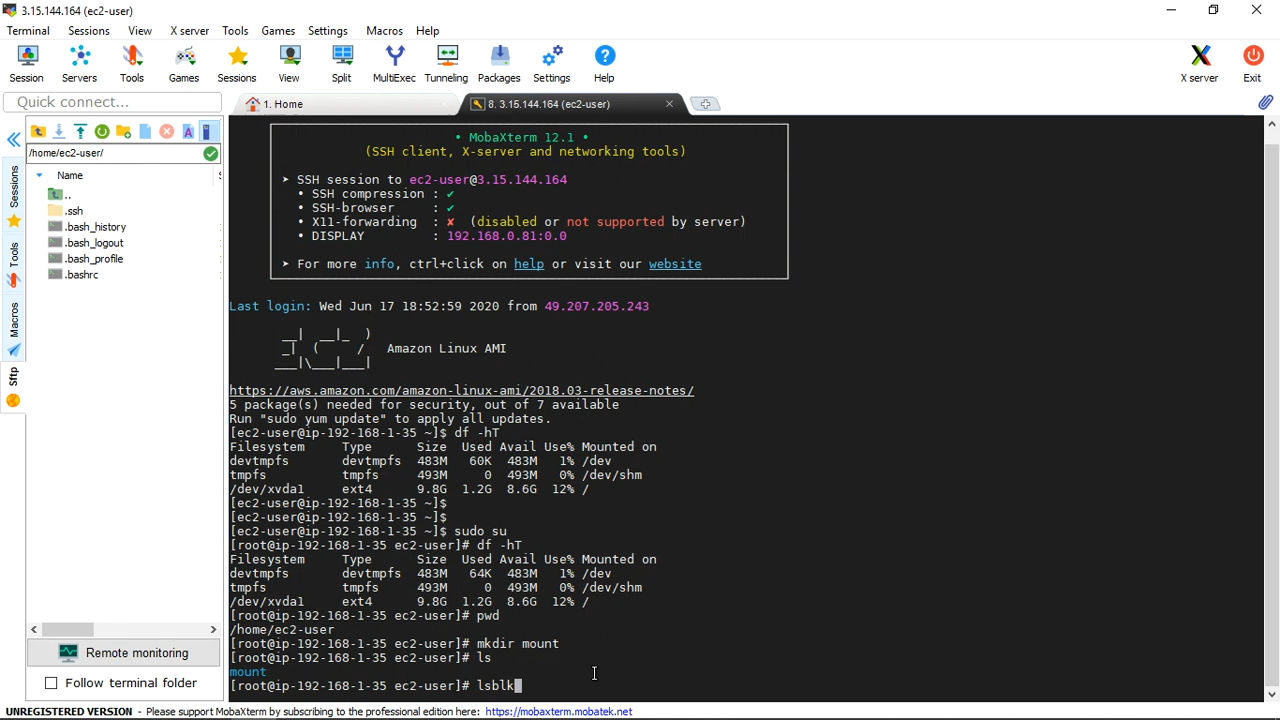 3.15.144.164 (ec2-user)
Terminal Sessions View X server Tools Games Settings Macros Help
Session Servers Tools Games Sessions View Split MultiExec Tunneling Packages Settings Help X server Exit
Quick connect...
1. Home
8. 3.15.144.164 (ec2-user)
/home/ec2-user/
Name
..
.ssh
.bash_history
.bash_logout
.bash_profile
.bashrc
Sessions
Tools
Macros
Sftp
Remote monitoring
Follow terminal folder
• MobaXterm 12.1 •
(SSH client, X-server and networking tools)
➤ SSH session to ec2-user@3.15.144.164
• SSH compression : ✔
• SSH-browser : ✔
• X11-forwarding : ✘ (disabled or not supported by server)
• DISPLAY : 192.168.0.81:0.0
➤ For more info, ctrl+click on help or visit our website
Last login: Wed Jun 17 18:52:59 2020 from 49.207.205.243
__| __|_ )
_| ( / Amazon Linux AMI
___|\___|___|
https://aws.amazon.com/amazon-linux-ami/2018.03-release-notes/
5 package(s) needed for security, out of 7 available
Run "sudo yum update" to apply all updates.
[ec2-user@ip-192-168-1-35 ~]$ df -hT
Filesystem Type Size Used Avail Use% Mounted on
devtmpfs devtmpfs 483M 60K 483M 1% /dev
tmpfs tmpfs 493M 0 493M 0% /dev/shm
/dev/xvda1 ext4 9.8G 1.2G 8.6G 12% /
[ec2-user@ip-192-168-1-35 ~]$
[ec2-user@ip-192-168-1-35 ~]$
[ec2-user@ip-192-168-1-35 ~]$ sudo su
[root@ip-192-168-1-35 ec2-user]# df -hT
Filesystem Type Size Used Avail Use% Mounted on
devtmpfs devtmpfs 483M 64K 483M 1% /dev
tmpfs tmpfs 493M 0 493M 0% /dev/shm
/dev/xvda1 ext4 9.8G 1.2G 8.6G 12% /
[root@ip-192-168-1-35 ec2-user]# pwd
/home/ec2-user
[root@ip-192-168-1-35 ec2-user]# mkdir mount
[root@ip-192-168-1-35 ec2-user]# ls
mount
[root@ip-192-168-1-35 ec2-user]# lsblk
UNREGISTERED VERSION - Please support MobaXterm by subscribing to the professional edition here: https://mobaxterm.mobatek.net